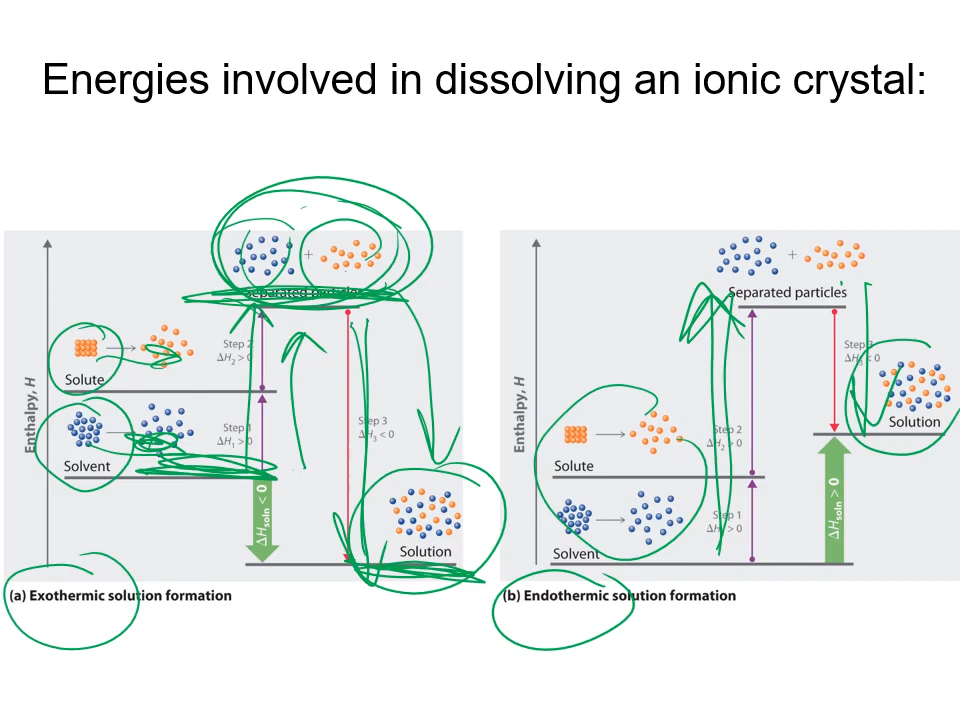 Energies involved in dissolving an ionic crystal:
+
Separated particles
Step 2
ΔH₂ > 0
Solute
Step 1
ΔH₁ > 0
Solvent
Step 3
ΔH₃ < 0
ΔHsoln < 0
Solution
Enthalpy, H
(a) Exothermic solution formation
+
Separated particles
Step 3
ΔH₃ < 0
Solution
Step 2
ΔH₂ > 0
Solute
Step 1
ΔH₁ > 0
Solvent
ΔHsoln > 0
Enthalpy, H
(b) Endothermic solution formation